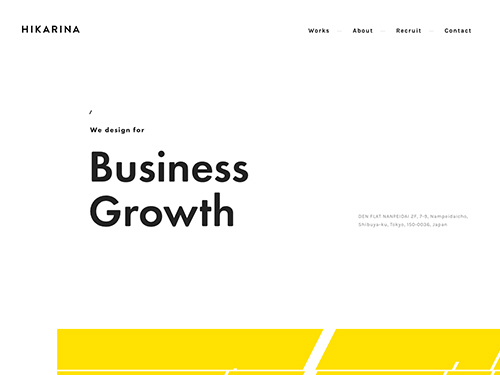 HIKARINA
Works — About — Recruit — Contact
/
We design for
Business
Growth
DEN FLAT NANPEIDAI 2F, 7-9, Nampeidaicho,
Shibuya-ku, Tokyo, 150-0036, Japan